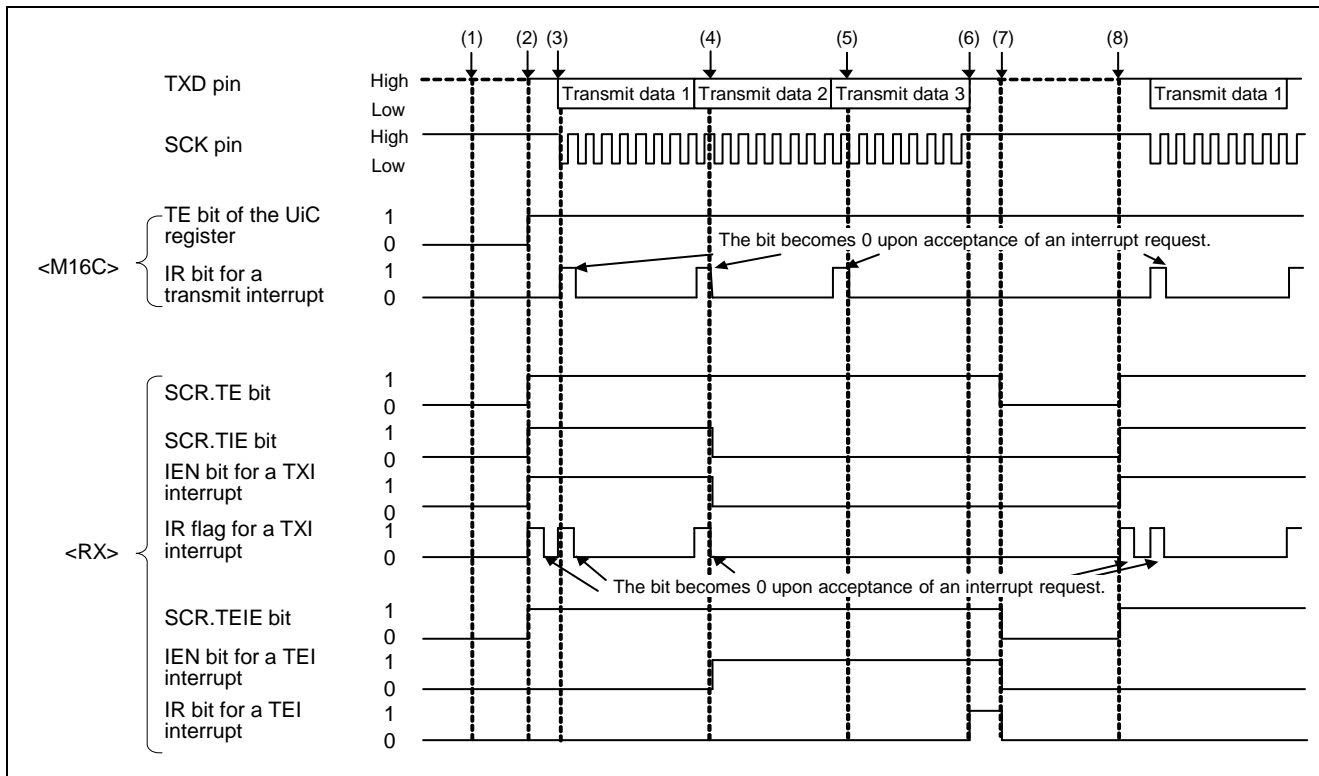 (1) (2) (3) (4) (5) (6) (7) (8)
TXD pin
High
Low
Transmit data 1
Transmit data 2
Transmit data 3
Transmit data 1
SCK pin
High
Low
<M16C>
TE bit of the UiC
register
1
0
The bit becomes 0 upon acceptance of an interrupt request.
IR bit for a
transmit interrupt
1
0
<RX>
SCR.TE bit
1
0
SCR.TIE bit
1
0
IEN bit for a TXI
interrupt
1
0
IR flag for a TXI
interrupt
1
0
The bit becomes 0 upon acceptance of an interrupt request.
SCR.TEIE bit
1
0
IEN bit for a TEI
interrupt
1
0
IR bit for a TEI
interrupt
1
0